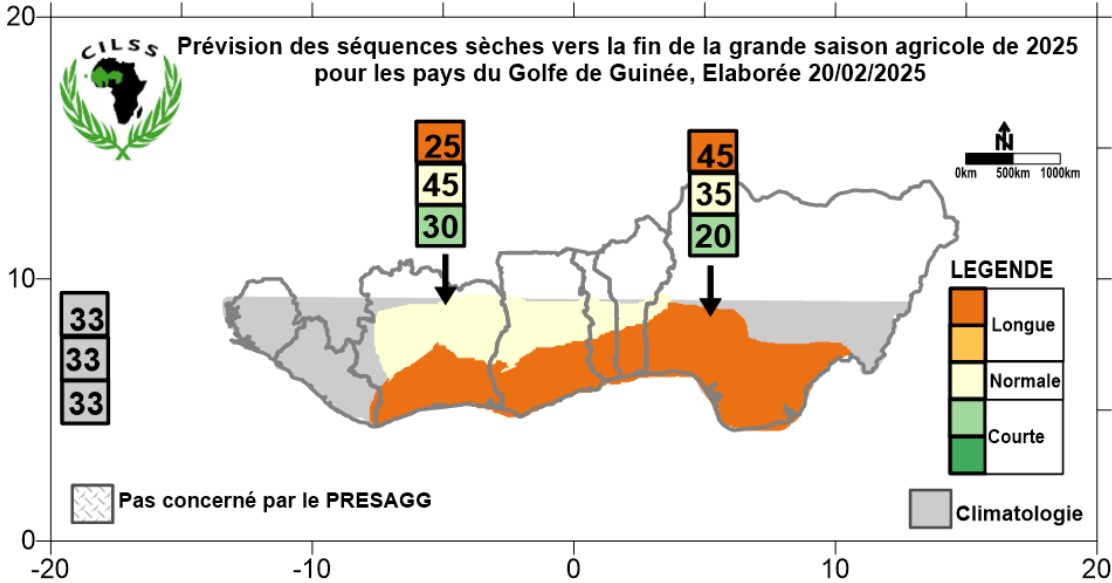 20
CILSS
Prévision des séquences sèches vers la fin de la grande saison agricole de 2025
pour les pays du Golfe de Guinée, Elaborée 20/02/2025
25
45
30
45
35
20
N
0km 500km 1000km
10
33
33
33
LEGENDE
Longue
Normale
Courte
Pas concerné par le PRESAGG
Climatologie
0
-20 -10 0 10 20